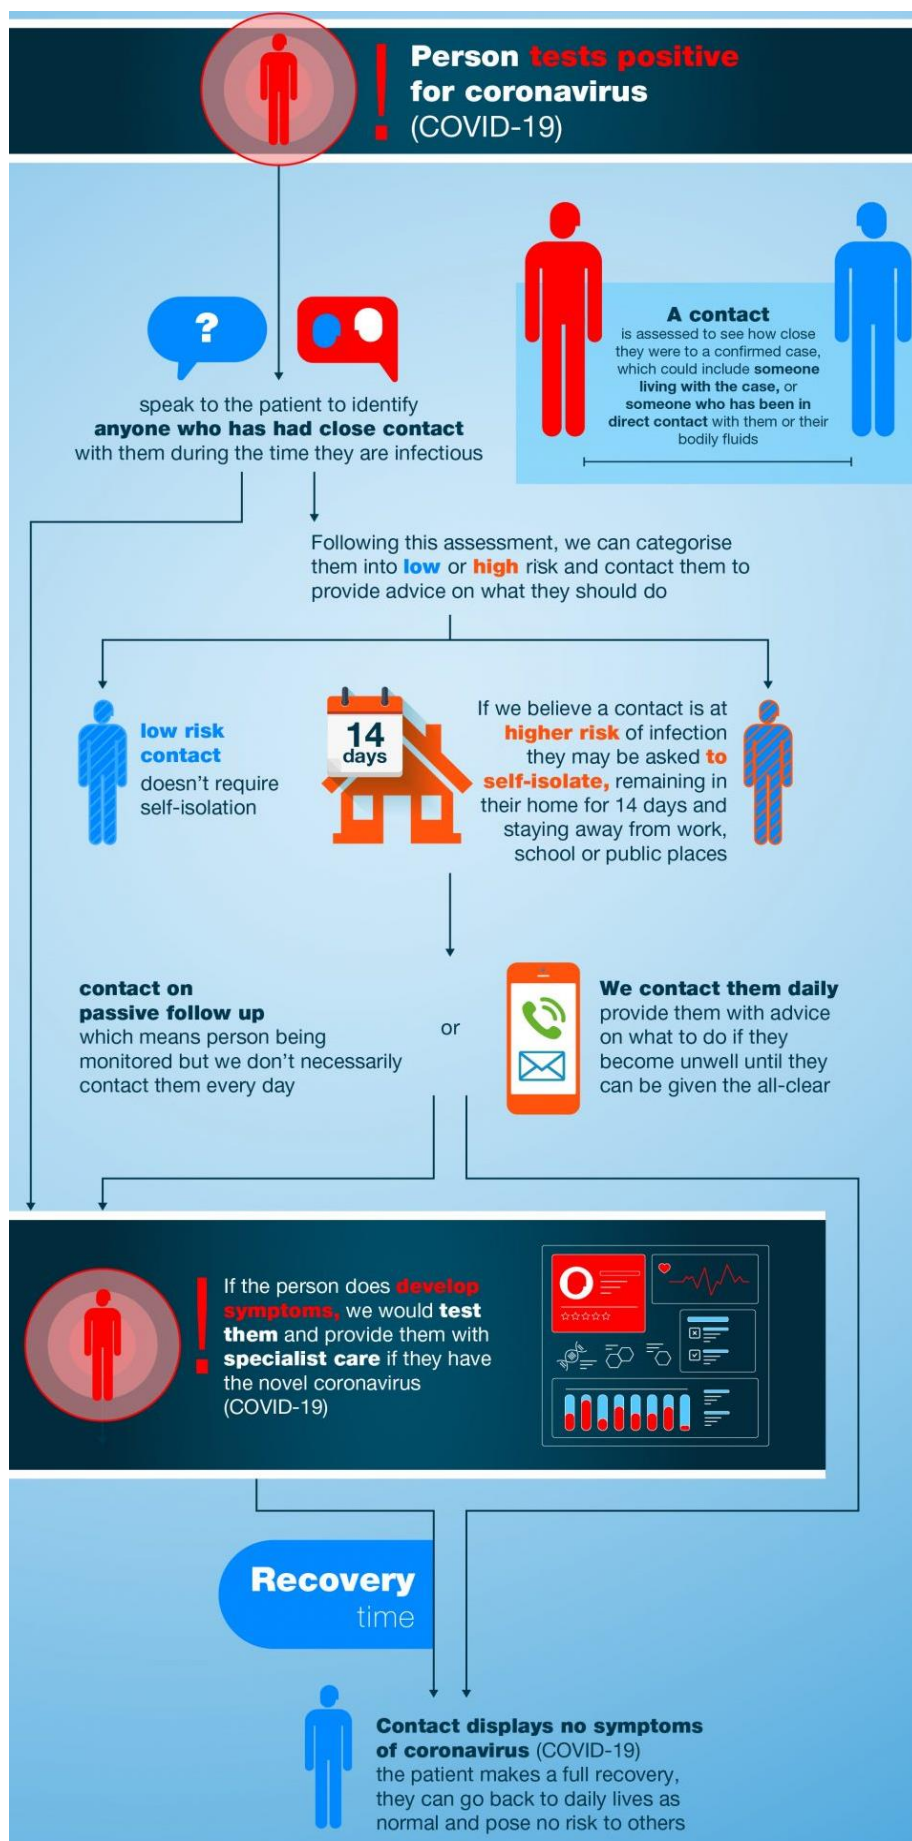 Person tests positive
for coronavirus
(COVID-19)
A contact
is assessed to see how close
they were to a confirmed case,
which could include someone
living with the case, or
someone who has been in
direct contact with them or their
bodily fluids
?
speak to the patient to identify
anyone who has had close contact
with them during the time they are infectious
Following this assessment, we can categorise
them into low or high risk and contact them to
provide advice on what they should do
low risk
contact
doesn't require
self-isolation
14
days
If we believe a contact is at
higher risk of infection
they may be asked to
self-isolate, remaining in
their home for 14 days and
staying away from work,
school or public places
contact on
passive follow up
which means person being
monitored but we don't necessarily
contact them every day
or
We contact them daily
provide them with advice
on what to do if they
become unwell until they
can be given the all-clear
If the person does develop
symptoms, we would test
them and provide them with
specialist care if they have
the novel coronavirus
(COVID-19)
Recovery
time
Contact displays no symptoms
of coronavirus (COVID-19)
the patient makes a full recovery,
they can go back to daily lives as
normal and pose no risk to others